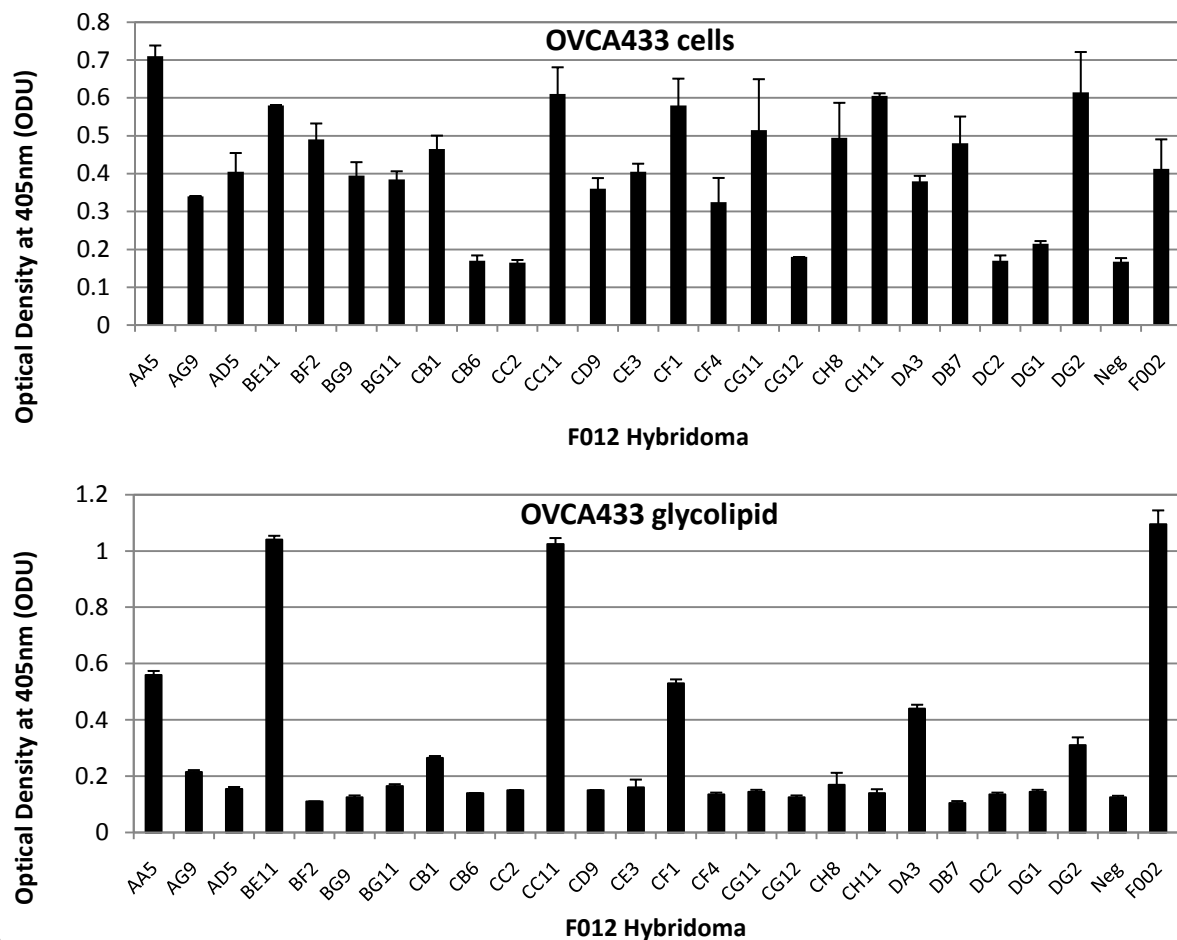 OVCA433 cells
Optical Density at 405nm (ODU)
0.8
0.7
0.6
0.5
0.4
0.3
0.2
0.1
0
AA5 AG9 AD5 BE11 BF2 BG9 BG11 CB1 CB6 CC2 CC11 CD9 CE3 CF1 CF4 CG11 CG12 CH8 CH11 DA3 DB7 DC2 DG1 DG2 Neg F002
F012 Hybridoma
OVCA433 glycolipid
Optical Density at 405nm (ODU)
1.2
1
0.8
0.6
0.4
0.2
0
AA5 AG9 AD5 BE11 BF2 BG9 BG11 CB1 CB6 CC2 CC11 CD9 CE3 CF1 CF4 CG11 CG12 CH8 CH11 DA3 DB7 DC2 DG1 DG2 Neg F002
F012 Hybridoma